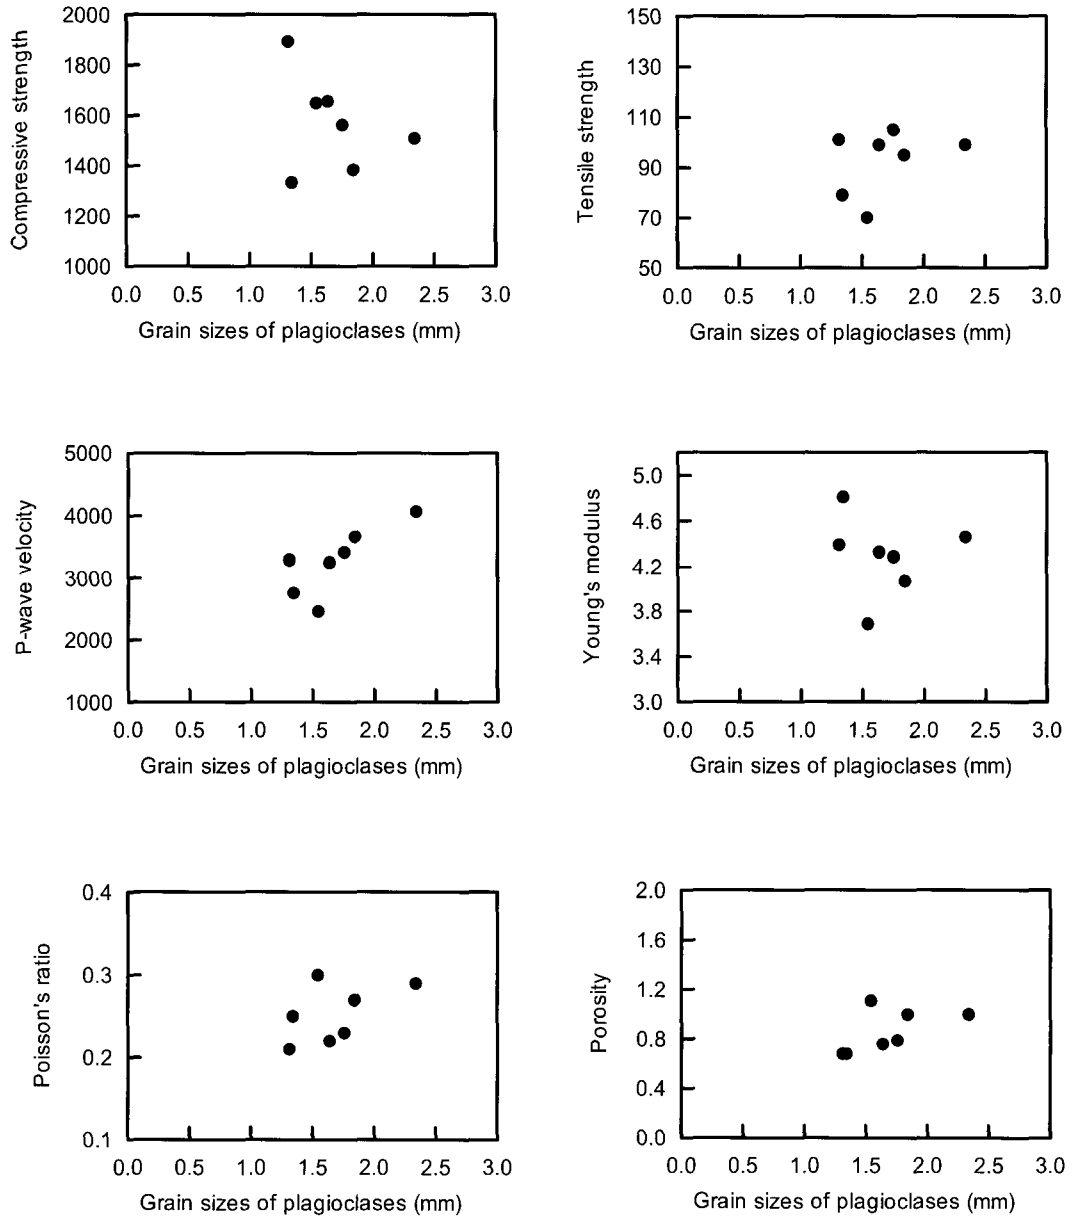 Compressive strength
2000
1800
1600
1400
1200
1000
0.0 0.5 1.0 1.5 2.0 2.5 3.0
Grain sizes of plagioclases (mm)
Tensile strength
150
130
110
90
70
50
0.0 0.5 1.0 1.5 2.0 2.5 3.0
Grain sizes of plagioclases (mm)
P-wave velocity
5000
4000
3000
2000
1000
0.0 0.5 1.0 1.5 2.0 2.5 3.0
Grain sizes of plagioclases (mm)
Young's modulus
5.0
4.6
4.2
3.8
3.4
3.0
0.0 0.5 1.0 1.5 2.0 2.5 3.0
Grain sizes of plagioclases (mm)
Poisson's ratio
0.4
0.3
0.2
0.1
0.0 0.5 1.0 1.5 2.0 2.5 3.0
Grain sizes of plagioclases (mm)
Porosity
2.0
1.6
1.2
0.8
0.4
0.0
0.0 0.5 1.0 1.5 2.0 2.5 3.0
Grain sizes of plagioclases (mm)